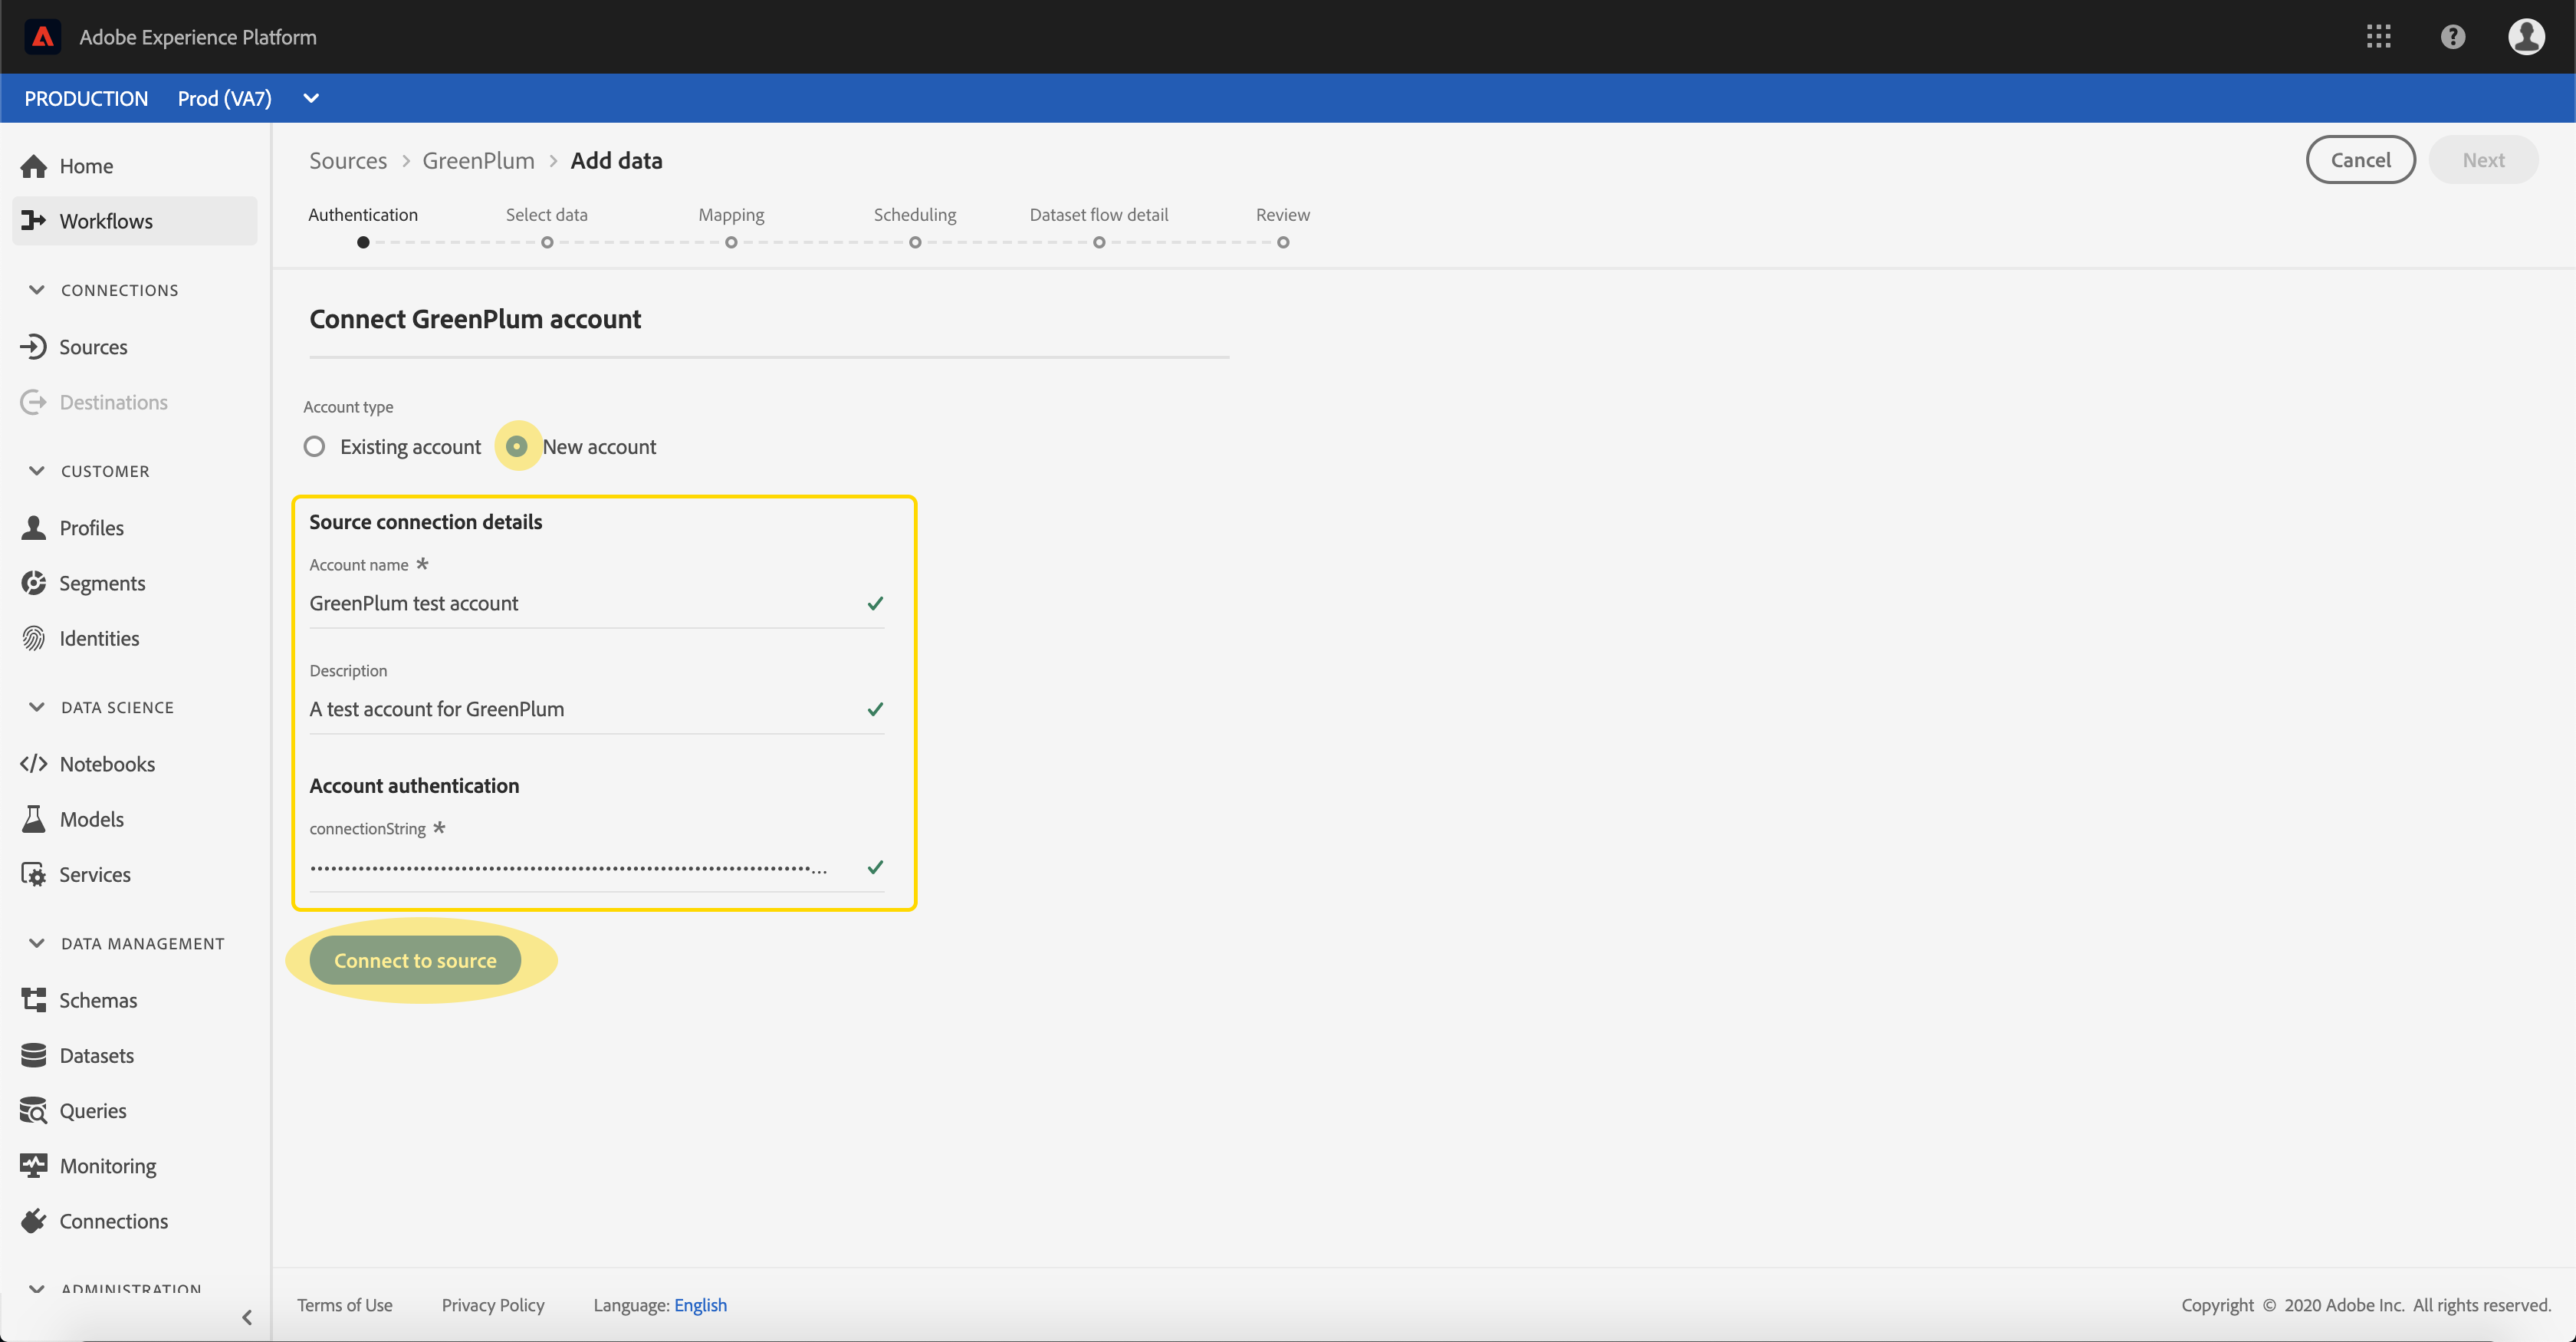 Adobe Experience Platform
PRODUCTION Prod (VA7)
Home
Workflows
CONNECTIONS
Sources
Destinations
CUSTOMER
Profiles
Segments
Identities
DATA SCIENCE
Notebooks
Models
Services
DATA MANAGEMENT
Schemas
Datasets
Queries
Monitoring
Connections
ADMINISTRATION
Sources > GreenPlum > Add data
Cancel Next
Authentication Select data Mapping Scheduling Dataset flow detail Review
Connect GreenPlum account
Account type
Existing account New account
Source connection details
Account name *
GreenPlum test account
Description
A test account for GreenPlum
Account authentication
connectionString *
Connect to source
Terms of Use Privacy Policy Language: English Copyright © 2020 Adobe Inc. All rights reserved.